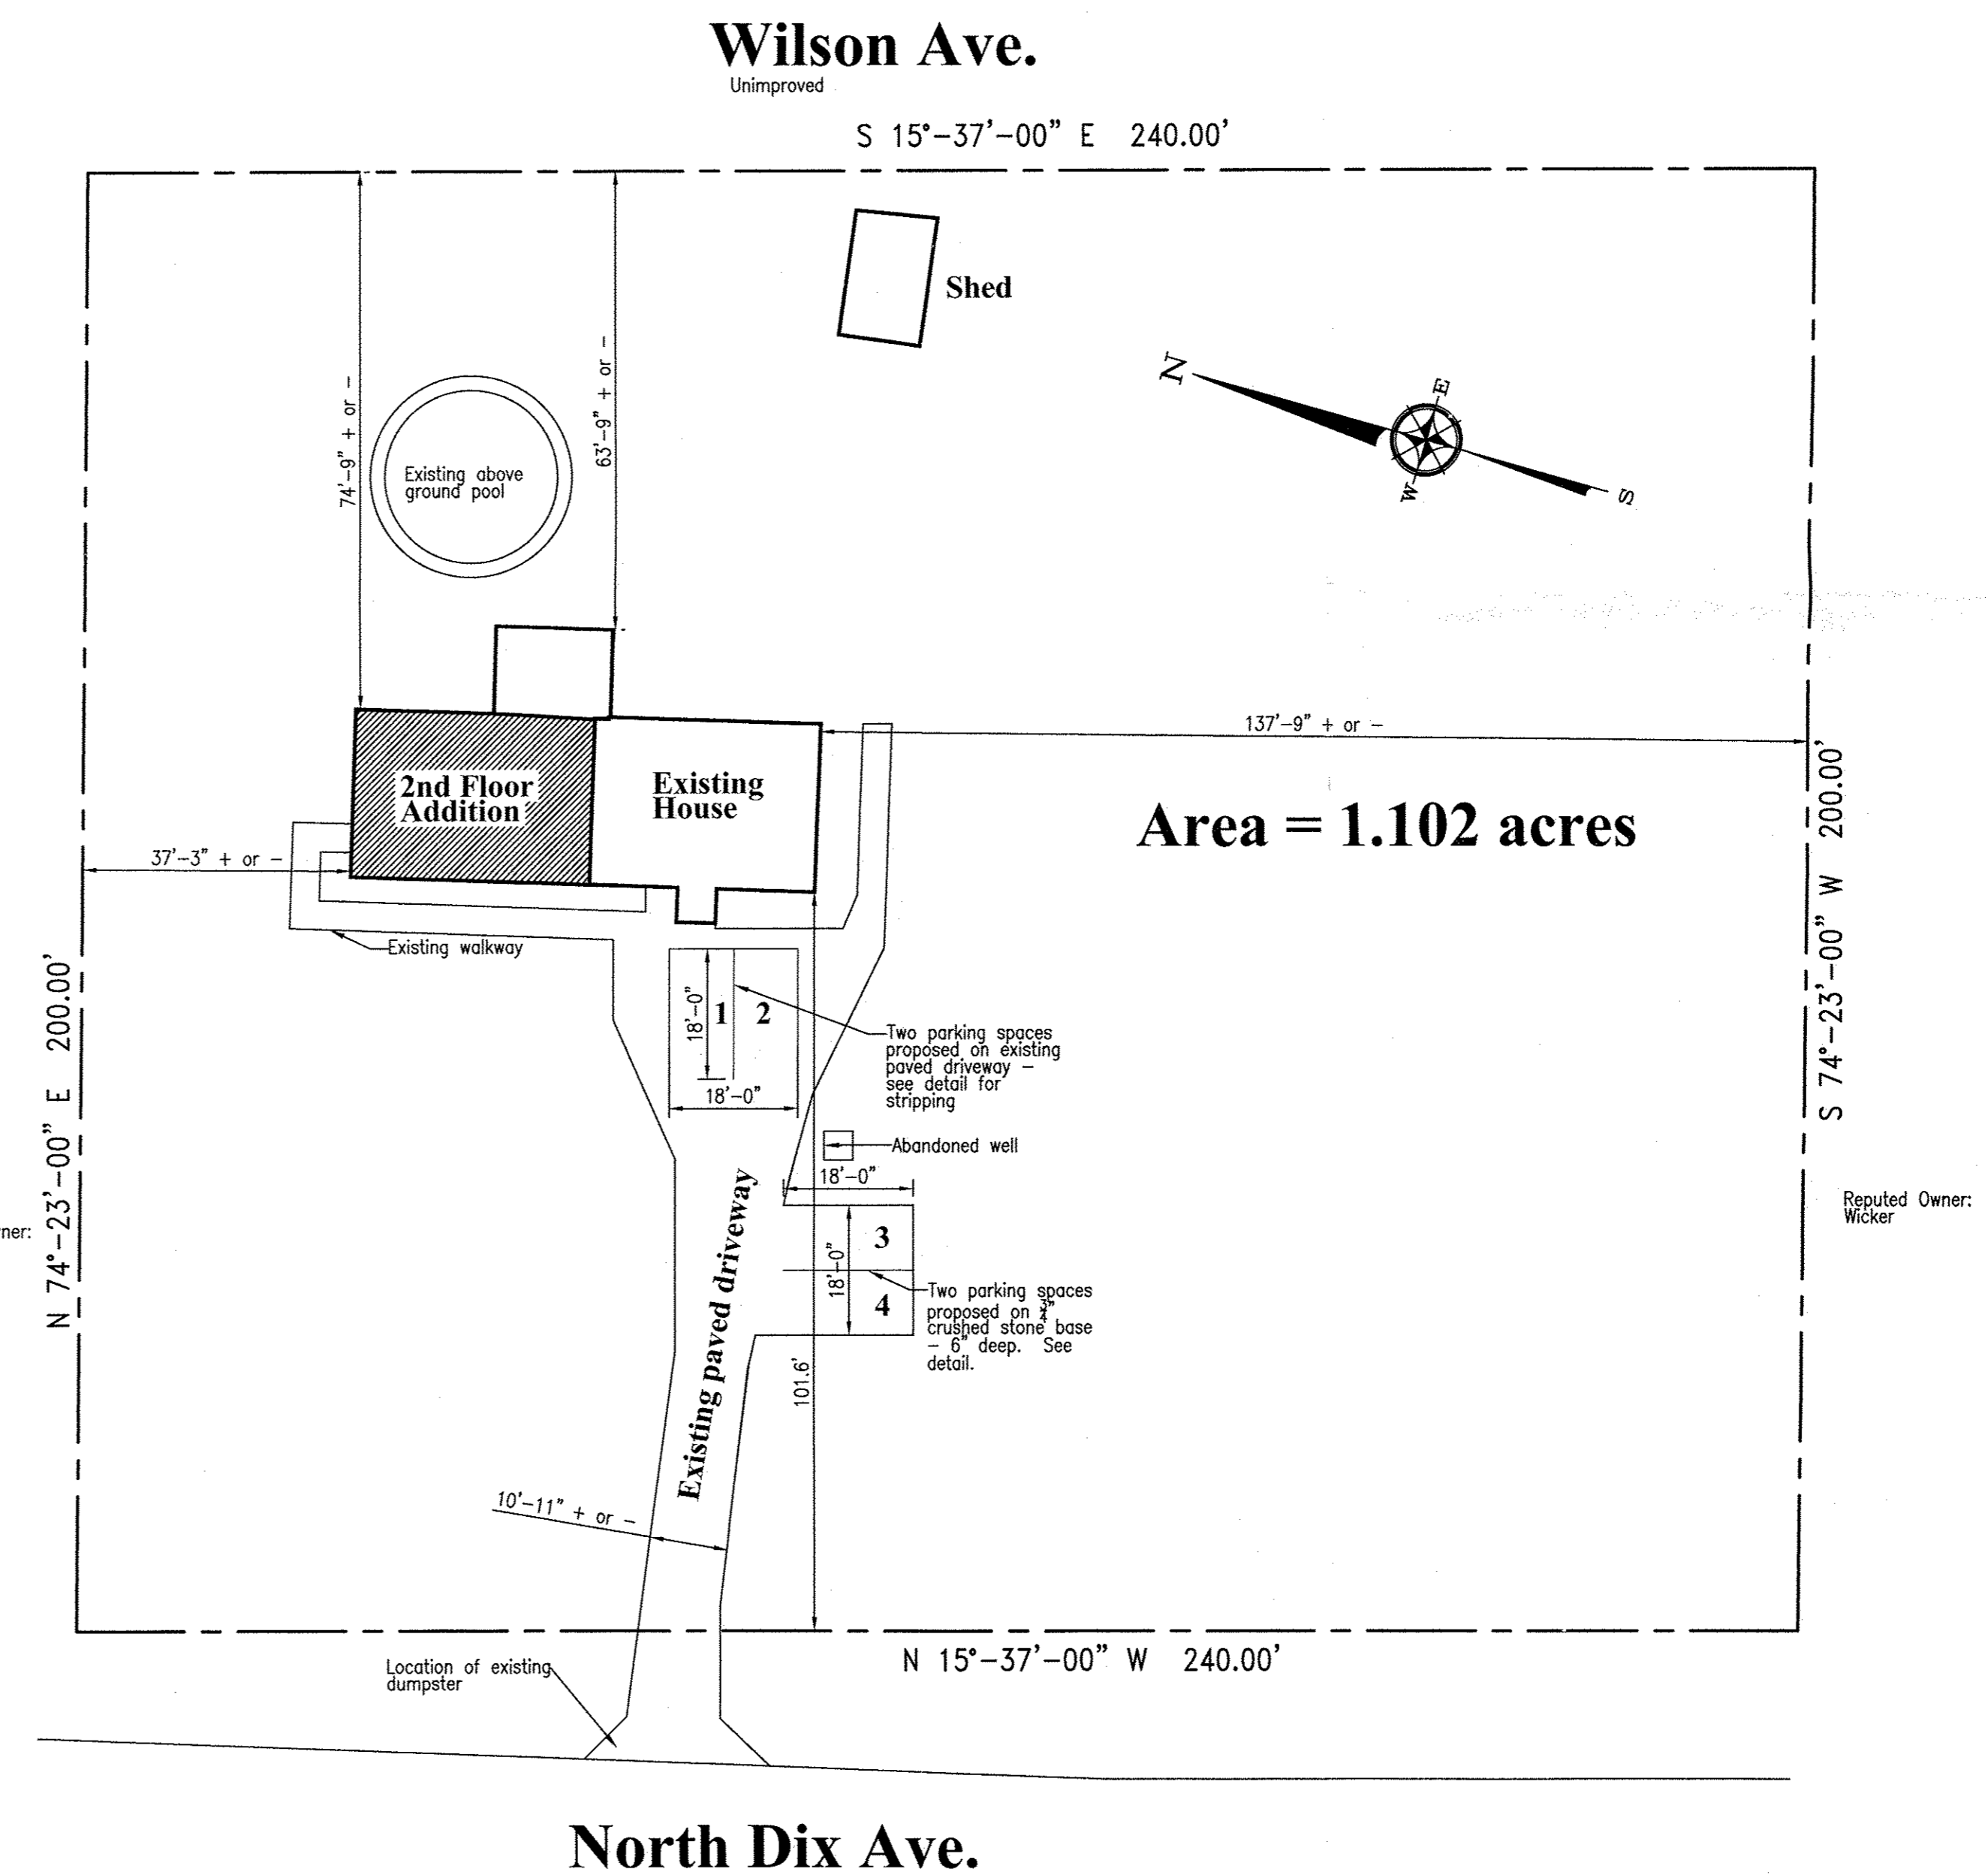 Wilson Ave.
Unimproved
S 15°-37'-00" E 240.00'
Shed
N
E
W
S
74'-9" + or -
63'-9" + or -
Existing above
ground pool
137'-9" + or -
2nd Floor
Addition
Existing
House
Area = 1.102 acres
37'-3" + or -
Existing walkway
N 74°-23'-00" E 200.00'
S 74°-23'-00" W 200.00'
18'-0"
1
2
18'-0"
Two parking spaces
proposed on existing
paved driveway -
see detail for
stripping
Abandoned well
18'-0"
3
18'-0"
4
Two parking spaces
proposed on 3/4"
crushed stone base
- 6" deep. See
detail.
Reputed Owner:
Wicker
ner:
Existing paved driveway
101.6'
10'-11" + or -
N 15°-37'-00" W 240.00'
Location of existing
dumpster
North Dix Ave.